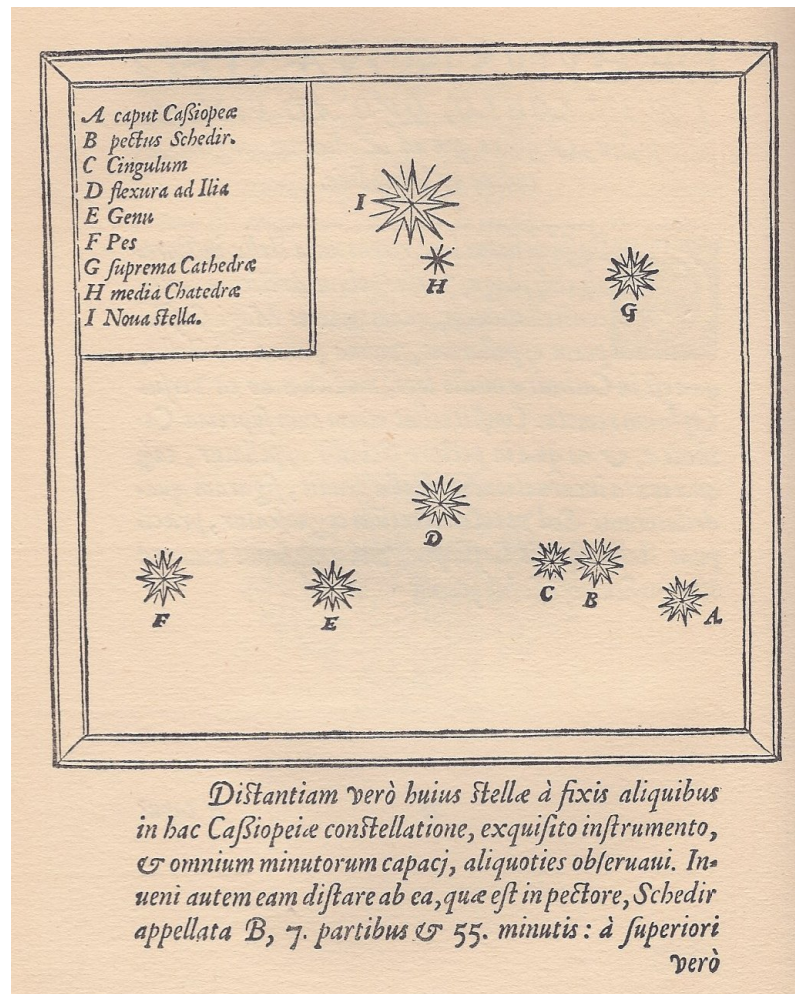 A caput Caßiopeæ
B pectus Schedir.
C Cingulum
D flexura ad Ilia
E Genu
F Pes
G ſuprema Cathedræ
H media Chatedræ
I Noua ſtella.
I
H
G
D
C
B
A
E
F
Diſtantiam verò huius ſtellæ à fixis aliquibus
in hac Caßiopeiæ conſtellatione, exquiſito inſtrumento,
& omnium minutorum capacj, aliquoties obſeruaui. In-
ueni autem eam diſtare ab ea, quæ eſt in pectore, Schedir
appellata B, 7. partibus & 55. minutis: à ſuperiori
verò